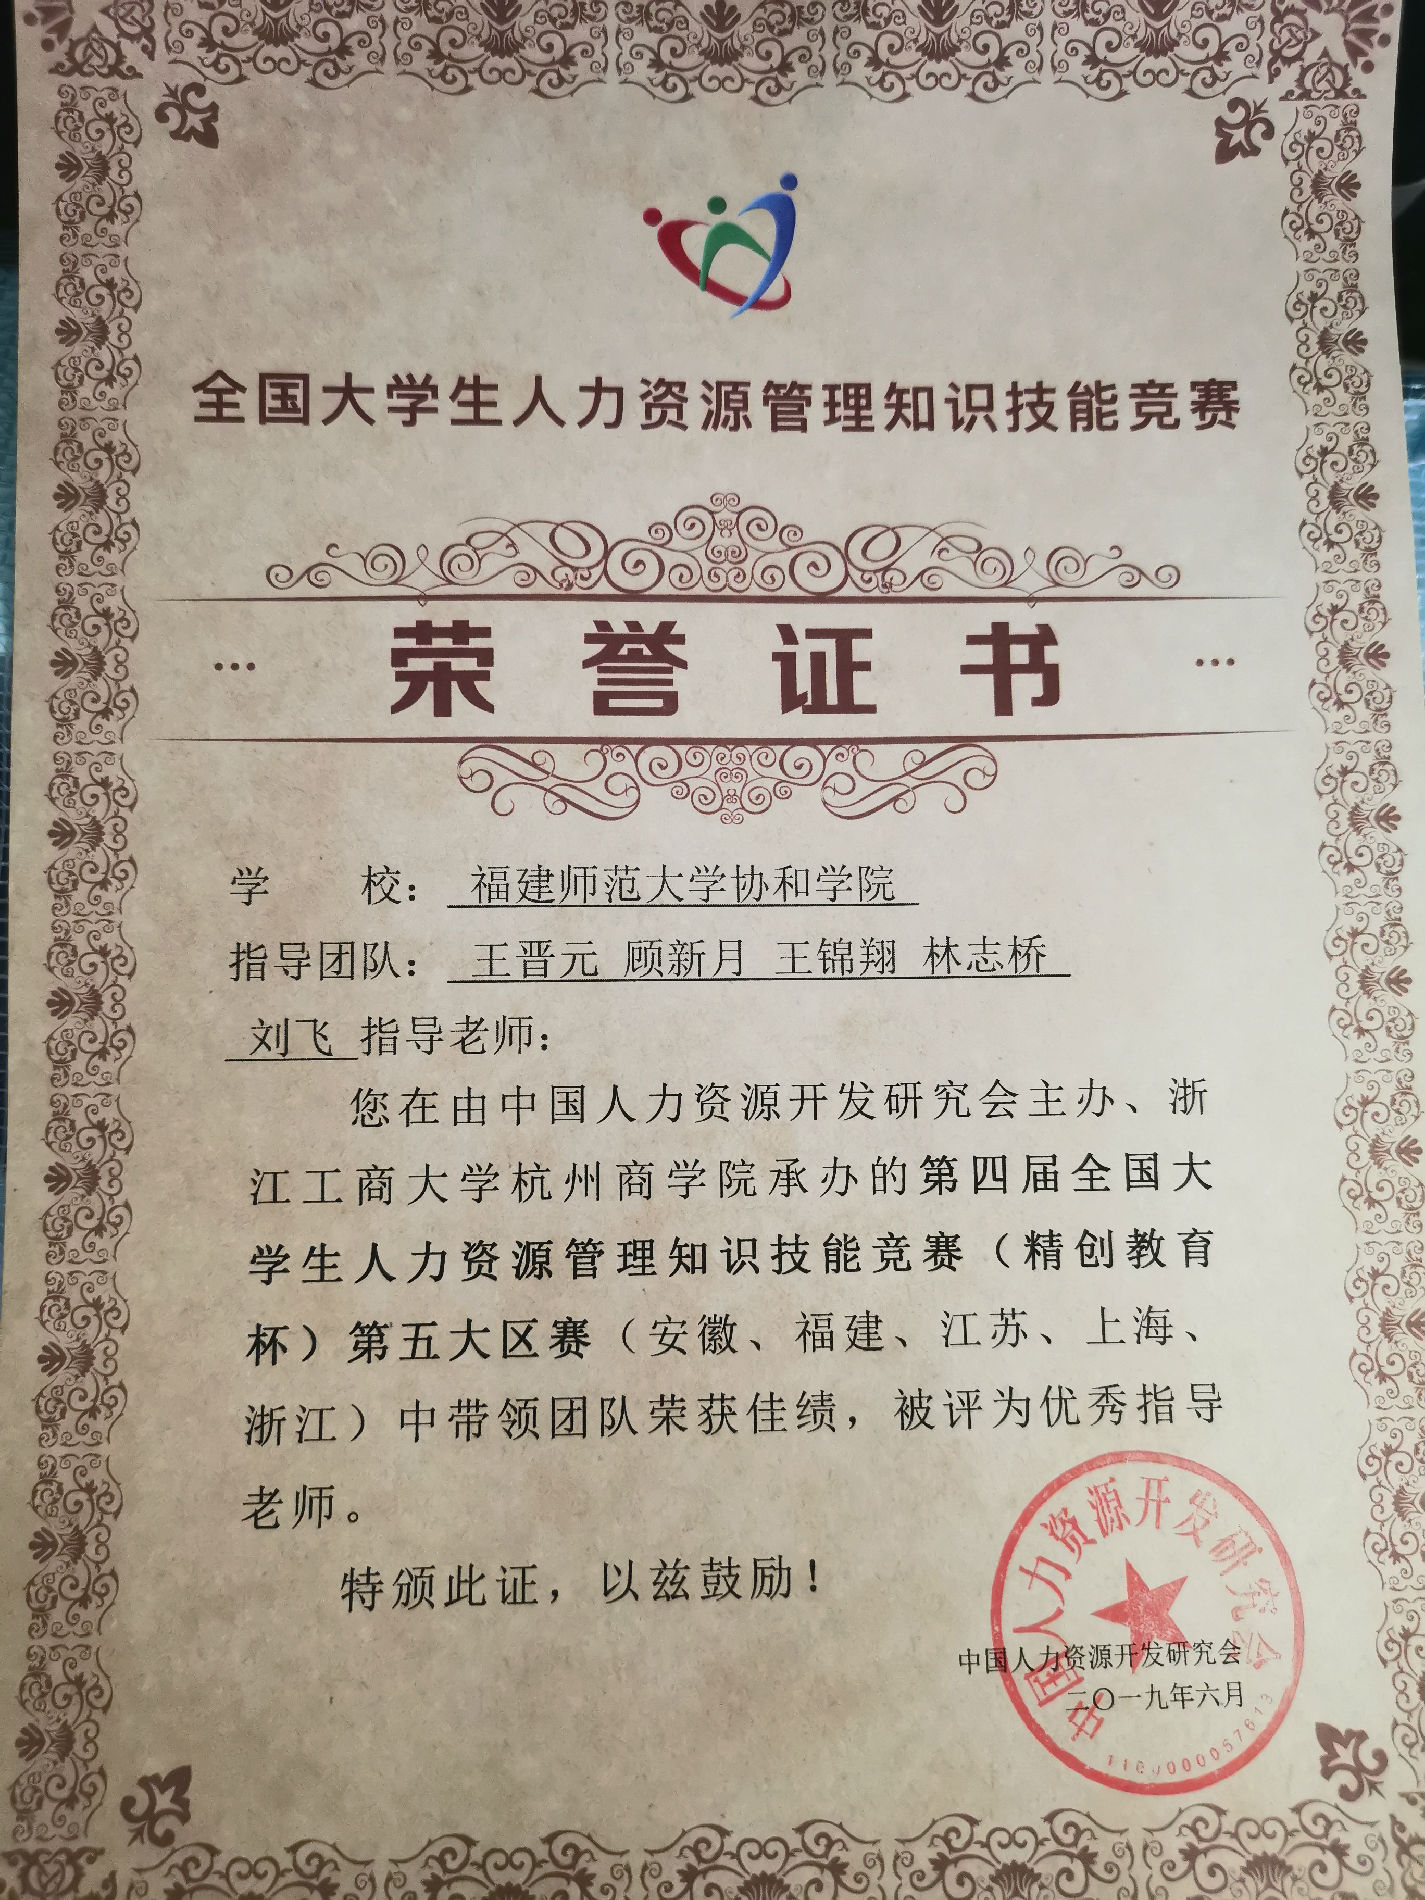 全国大学生人力资源管理知识技能竞赛
... 荣誉证书 ...
学 校： 福建师范大学协和学院
指导团队： 王晋元 顾新月 王锦翔 林志桥
刘飞 指导老师：
您在由中国人力资源开发研究会主办、浙
江工商大学杭州商学院承办的第四届全国大
学生人力资源管理知识技能竞赛（精创教育
杯）第五大区赛（安徽、福建、江苏、上海、
浙江）中带领团队荣获佳绩，被评为优秀指导
老师。
特颁此证，以兹鼓励！
中国人力资源开发研究会
中国人力资源开发研究会
二〇一九年六月